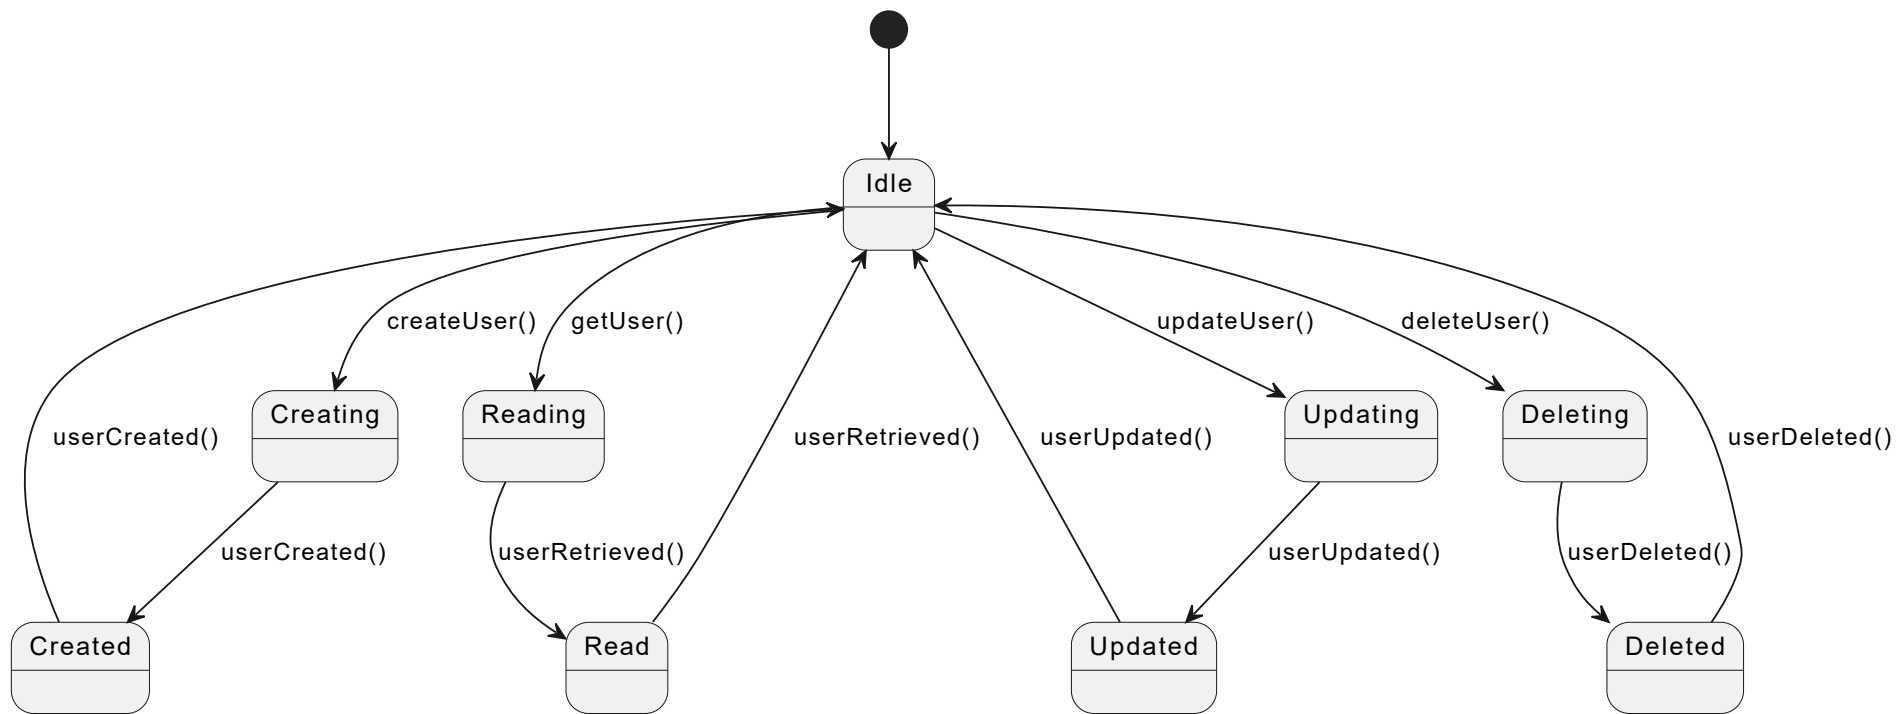 Idle
createUser()
getUser()
updateUser()
deleteUser()
Creating
Reading
Updating
Deleting
userCreated()
userRetrieved()
userUpdated()
userDeleted()
userCreated()
userRetrieved()
userUpdated()
userDeleted()
Created
Read
Updated
Deleted